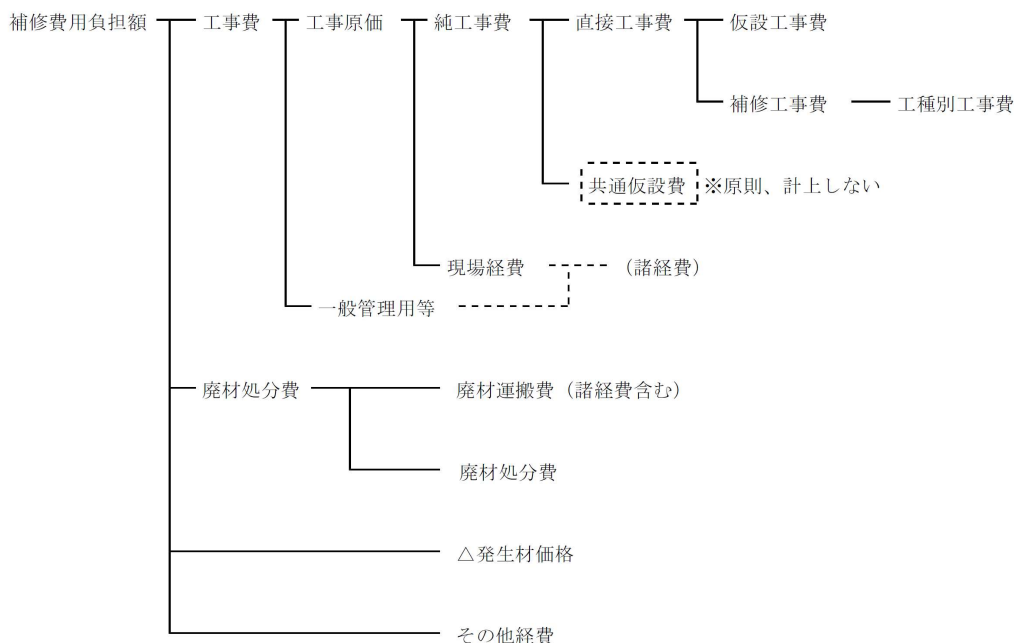 補修費用負担額 工事費 工事原価 純工事費 直接工事費 仮設工事費
補修工事費 工種別工事費
共通仮設費 ※原則、計上しない
現場経費 （諸経費）
一般管理用等
廃材処分費 廃材運搬費（諸経費含む）
廃材処分費
△発生材価格
その他経費